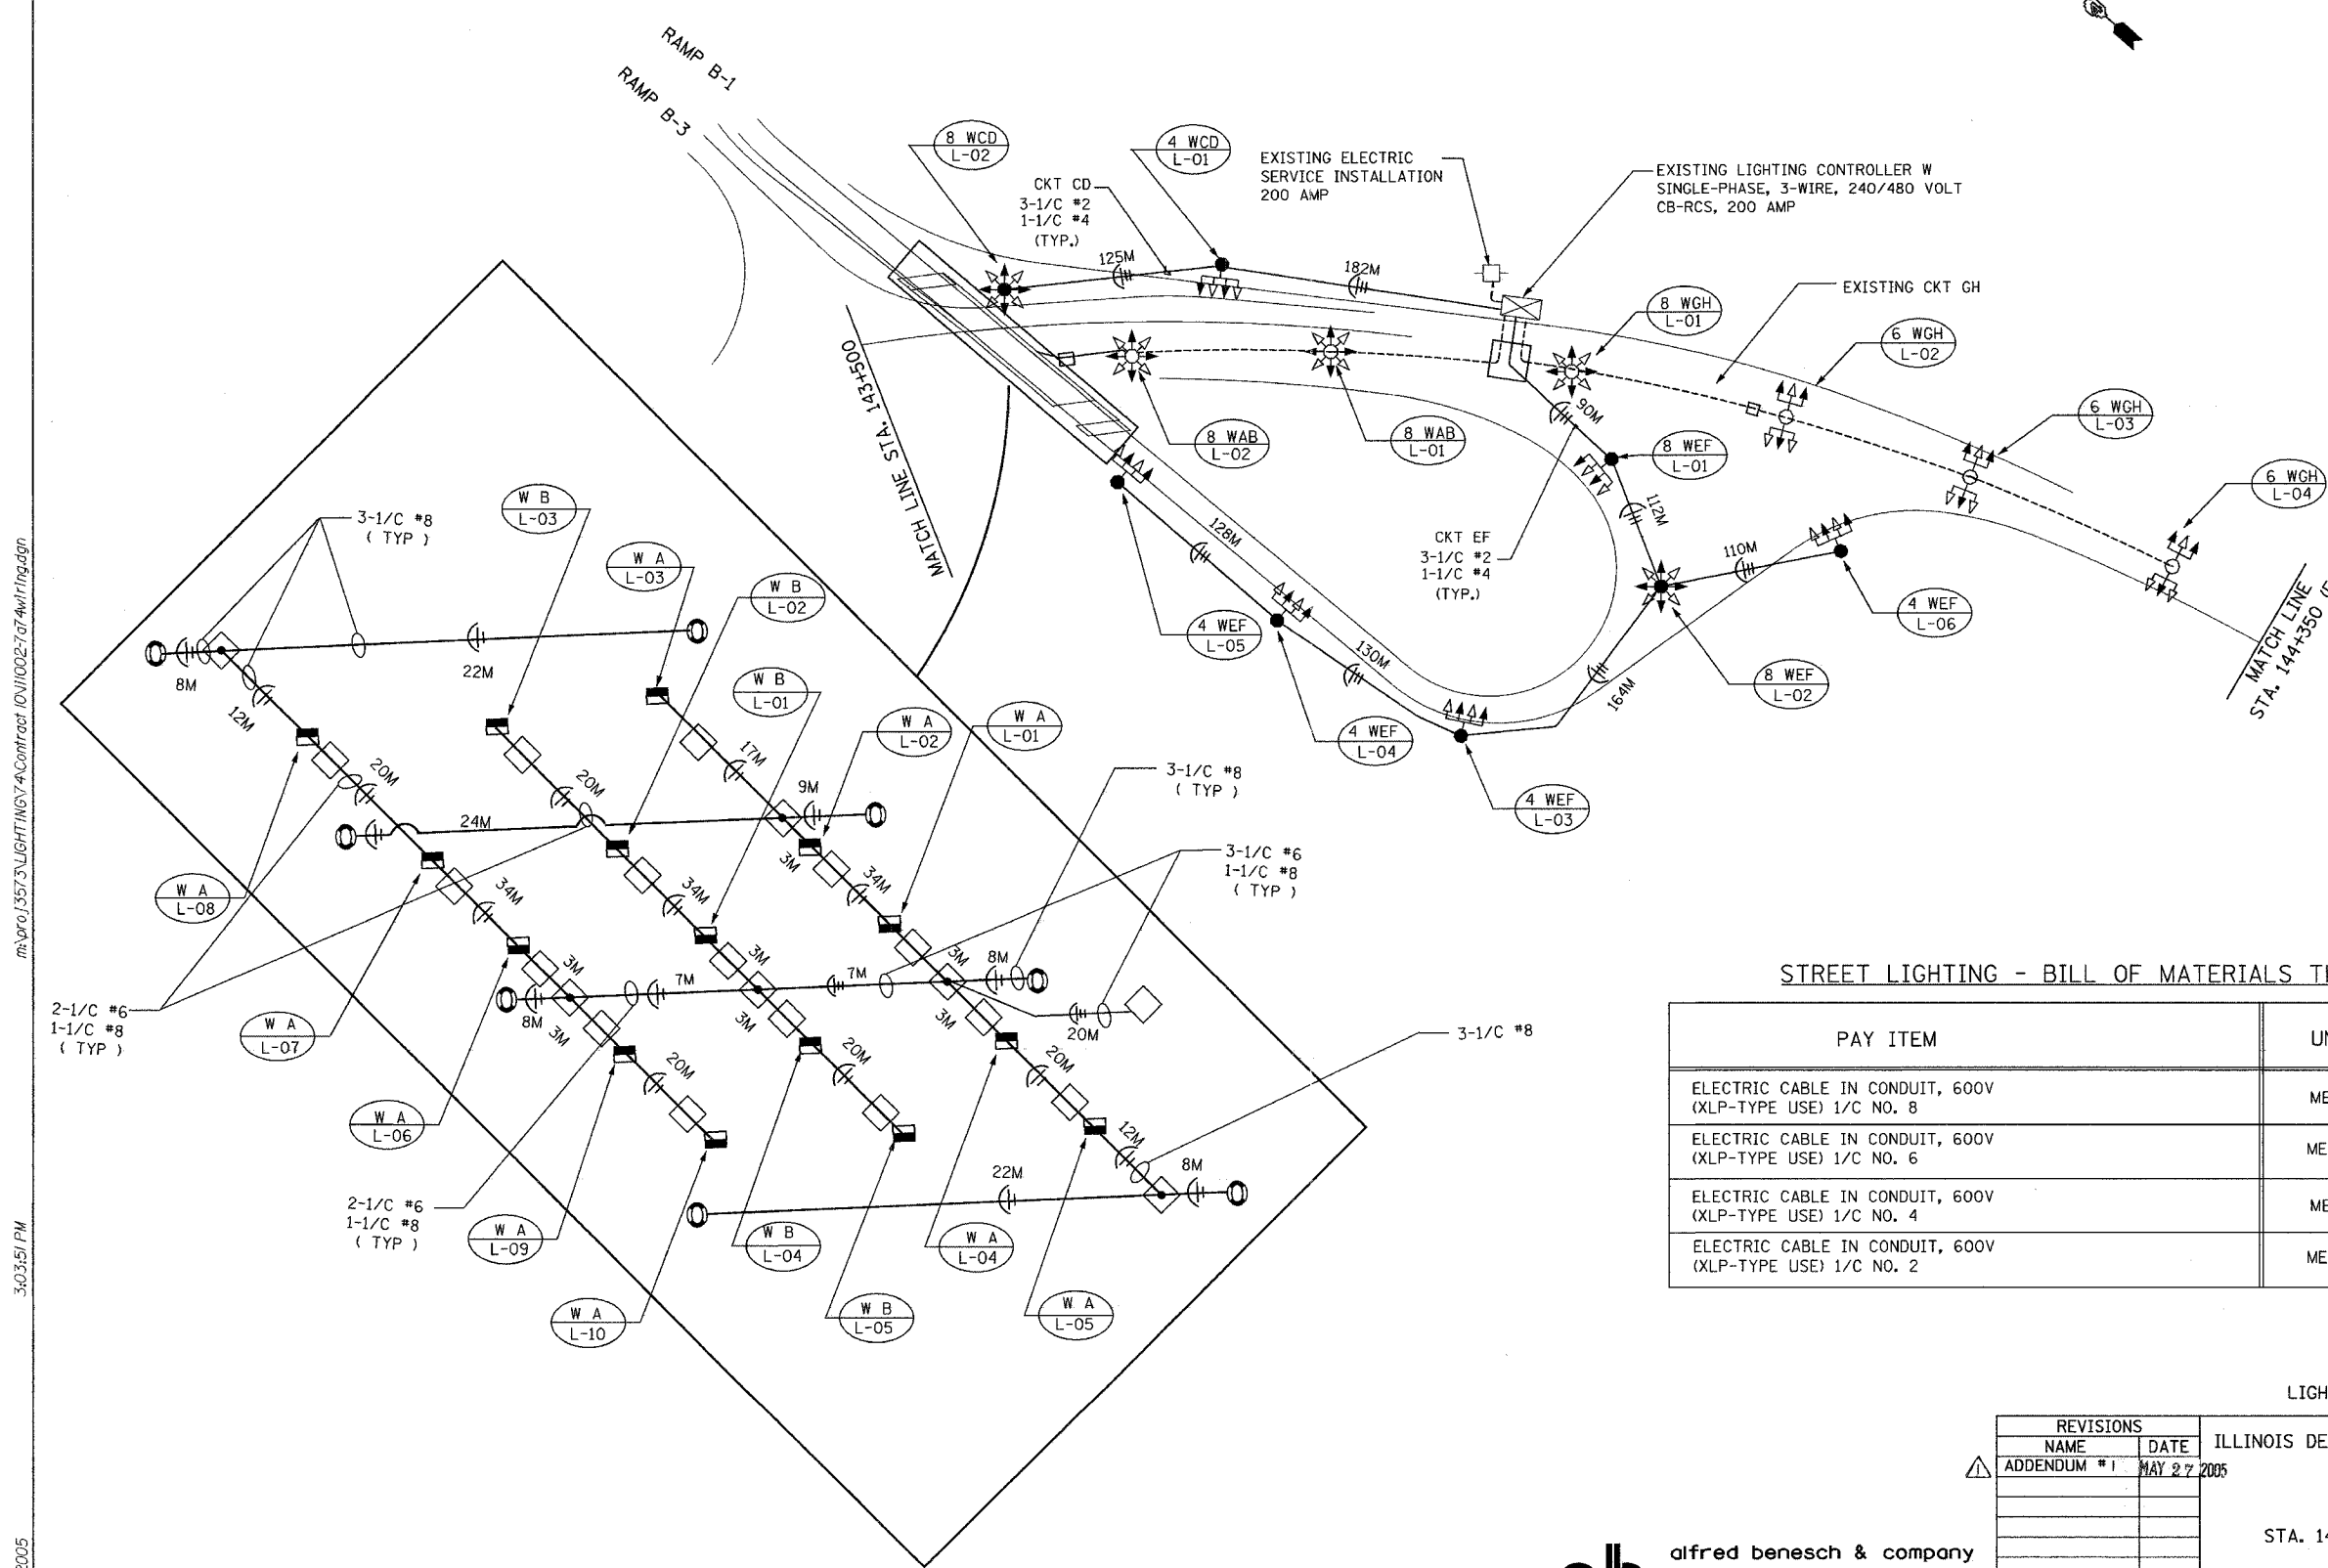 RAMP B-1
RAMP B-3
8 WCD
L-02
4 WCD
L-01
CKT CD
3-1/C #2
1-1/C #4
(TYP.)
EXISTING ELECTRIC
SERVICE INSTALLATION
200 AMP
EXISTING LIGHTING CONTROLLER W
SINGLE-PHASE, 3-WIRE, 240/480 VOLT
CB-RCS, 200 AMP
125M
182M
EXISTING CKT GH
8 WGH
L-01
6 WGH
L-02
6 WGH
L-03
6 WGH
L-04
MATCH LINE STA. 143+500
8 WAB
L-02
8 WAB
L-01
90M
8 WEF
L-01
112M
CKT EF
3-1/C #2
1-1/C #4
(TYP.)
110M
128M
4 WEF
L-05
4 WEF
L-06
130M
164M
8 WEF
L-02
4 WEF
L-04
4 WEF
L-03
MATCH LINE
STA. 144+350
3-1/C #8
( TYP )
W B
L-03
W A
L-03
W B
L-02
W B
L-01
W A
L-02
W A
L-01
8M
22M
12M
20M
20M
17M
9M
24M
3M
3-1/C #8
( TYP )
3-1/C #6
1-1/C #8
( TYP )
W A
L-08
34M
34M
34M
3M
3M
3M
8M
7M
7M
8M
3M
3M
3M
20M
2-1/C #6
1-1/C #8
( TYP )
W A
L-07
3-1/C #8
20M
20M
20M
W A
L-06
12M
8M
22M
2-1/C #6
1-1/C #8
( TYP )
W A
L-09
W B
L-04
W A
L-04
W A
L-10
W B
L-05
W A
L-05
STREET LIGHTING - BILL OF MATERIALS
PAY ITEM
ELECTRIC CABLE IN CONDUIT, 600V
(XLP-TYPE USE) 1/C NO. 8
ELECTRIC CABLE IN CONDUIT, 600V
(XLP-TYPE USE) 1/C NO. 6
ELECTRIC CABLE IN CONDUIT, 600V
(XLP-TYPE USE) 1/C NO. 4
ELECTRIC CABLE IN CONDUIT, 600V
(XLP-TYPE USE) 1/C NO. 2
LIGH
REVISIONS
NAME DATE
ADDENDUM #1 MAY 27 2005
ILLINOIS DE
STA. 14
alfred benesch & company
3:03:51 PM
2005